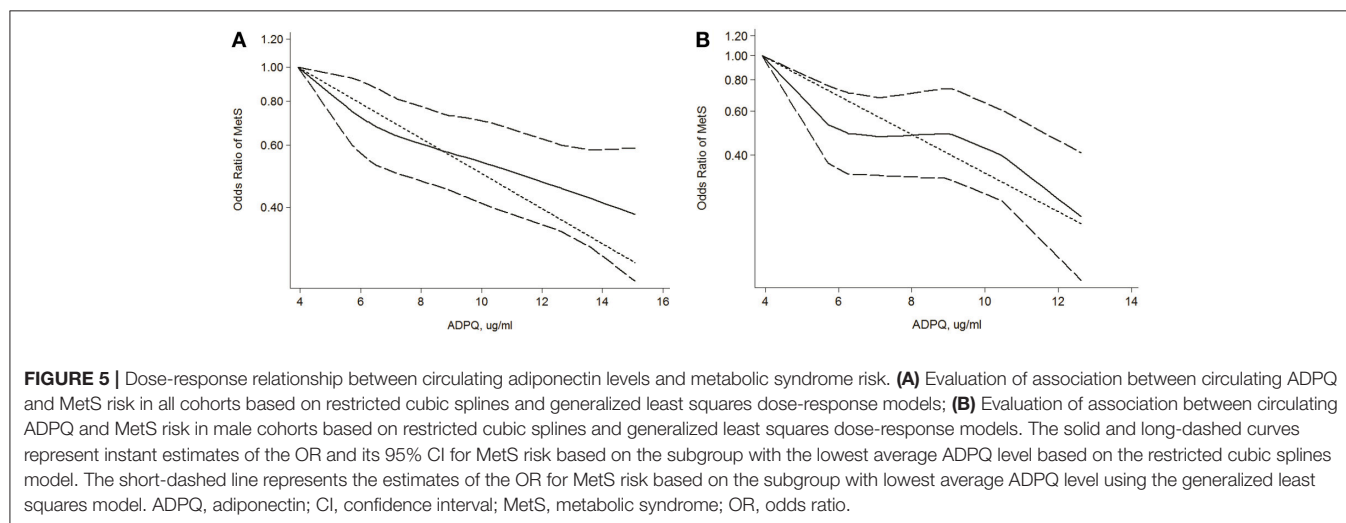 A
1.20
1.00
0.80
0.60
0.40
Odds Ratio of MetS
4 6 8 10 12 14 16
ADPQ, ug/ml
B
1.20
1.00
0.80
0.60
0.40
Odds Ratio of MetS
4 6 8 10 12 14
ADPQ, ug/ml
FIGURE 5 | Dose-response relationship between circulating adiponectin levels and metabolic syndrome risk. (A) Evaluation of association between circulating ADPQ
and MetS risk in all cohorts based on restricted cubic splines and generalized least squares dose-response models; (B) Evaluation of association between circulating
ADPQ and MetS risk in male cohorts based on restricted cubic splines and generalized least squares dose-response models. The solid and long-dashed curves
represent instant estimates of the OR and its 95% CI for MetS risk based on the subgroup with the lowest average ADPQ level based on the restricted cubic splines
model. The short-dashed line represents the estimates of the OR for MetS risk based on the subgroup with lowest average ADPQ level using the generalized least
squares model. ADPQ, adiponectin; CI, confidence interval; MetS, metabolic syndrome; OR, odds ratio.